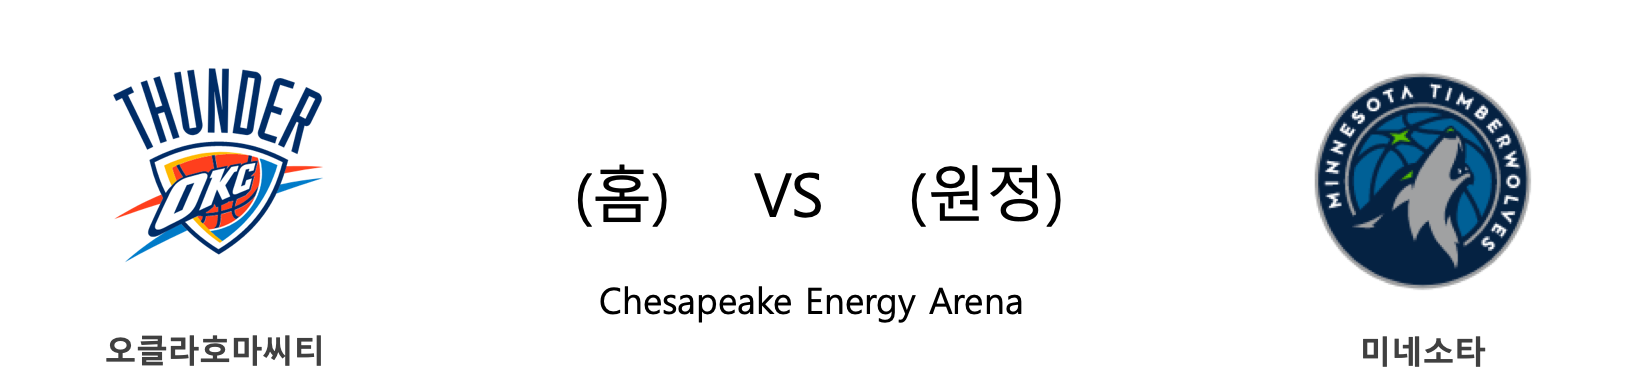 THUNDER
OKC
오클라호마씨티
(홈) VS (원정)
Chesapeake Energy Arena
MINNESOTA TIMBERWOLVES
미네소타